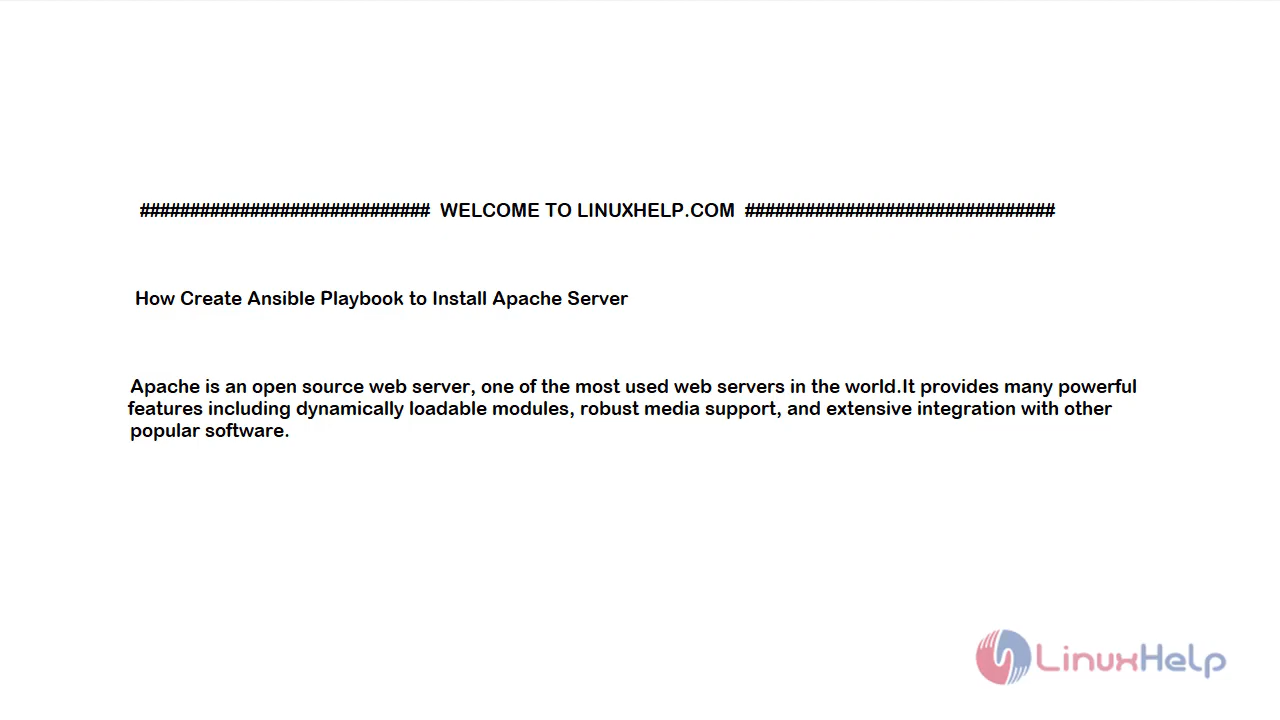 ############################# WELCOME TO LINUXHELP.COM ###############################
How Create Ansible Playbook to Install Apache Server
Apache is an open source web server, one of the most used web servers in the world.It provides many powerful
features including dynamically loadable modules, robust media support, and extensive integration with other
popular software.
LinuxHelp